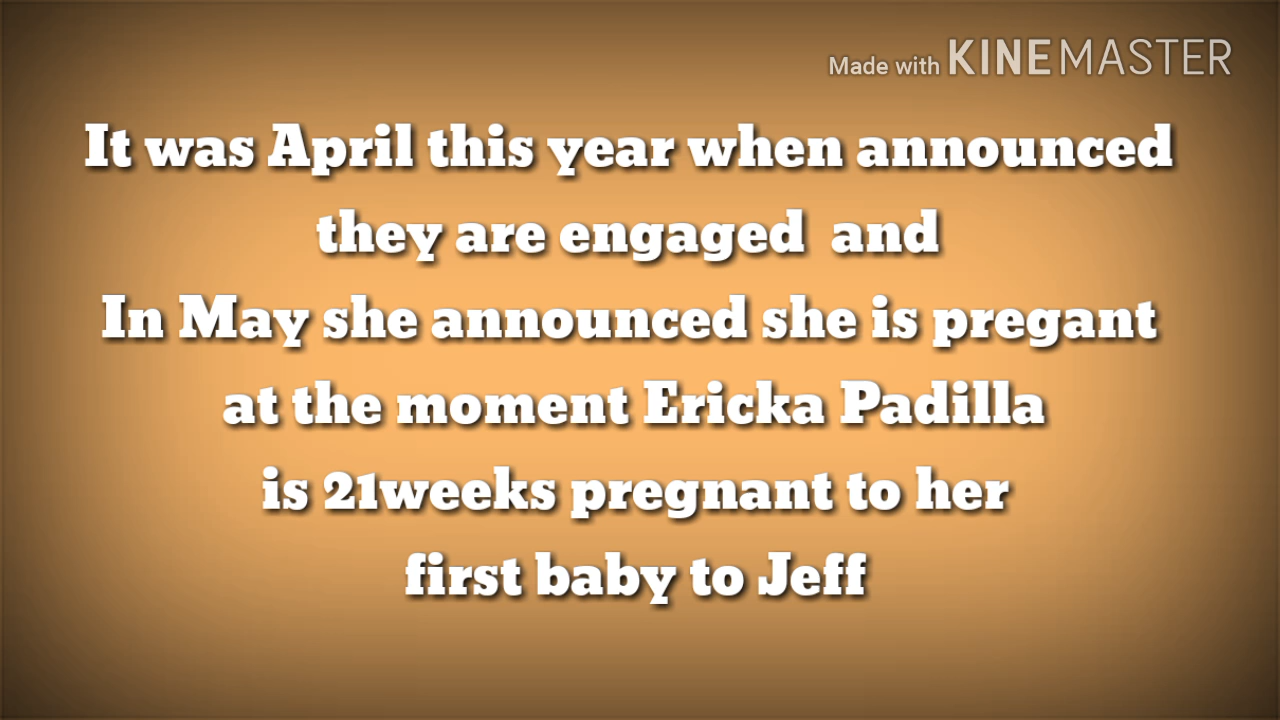 Made with KINEMASTER
It was April this year when announced
they are engaged and
In May she announced she is pregant
at the moment Ericka Padilla
is 21weeks pregnant to her
first baby to Jeff